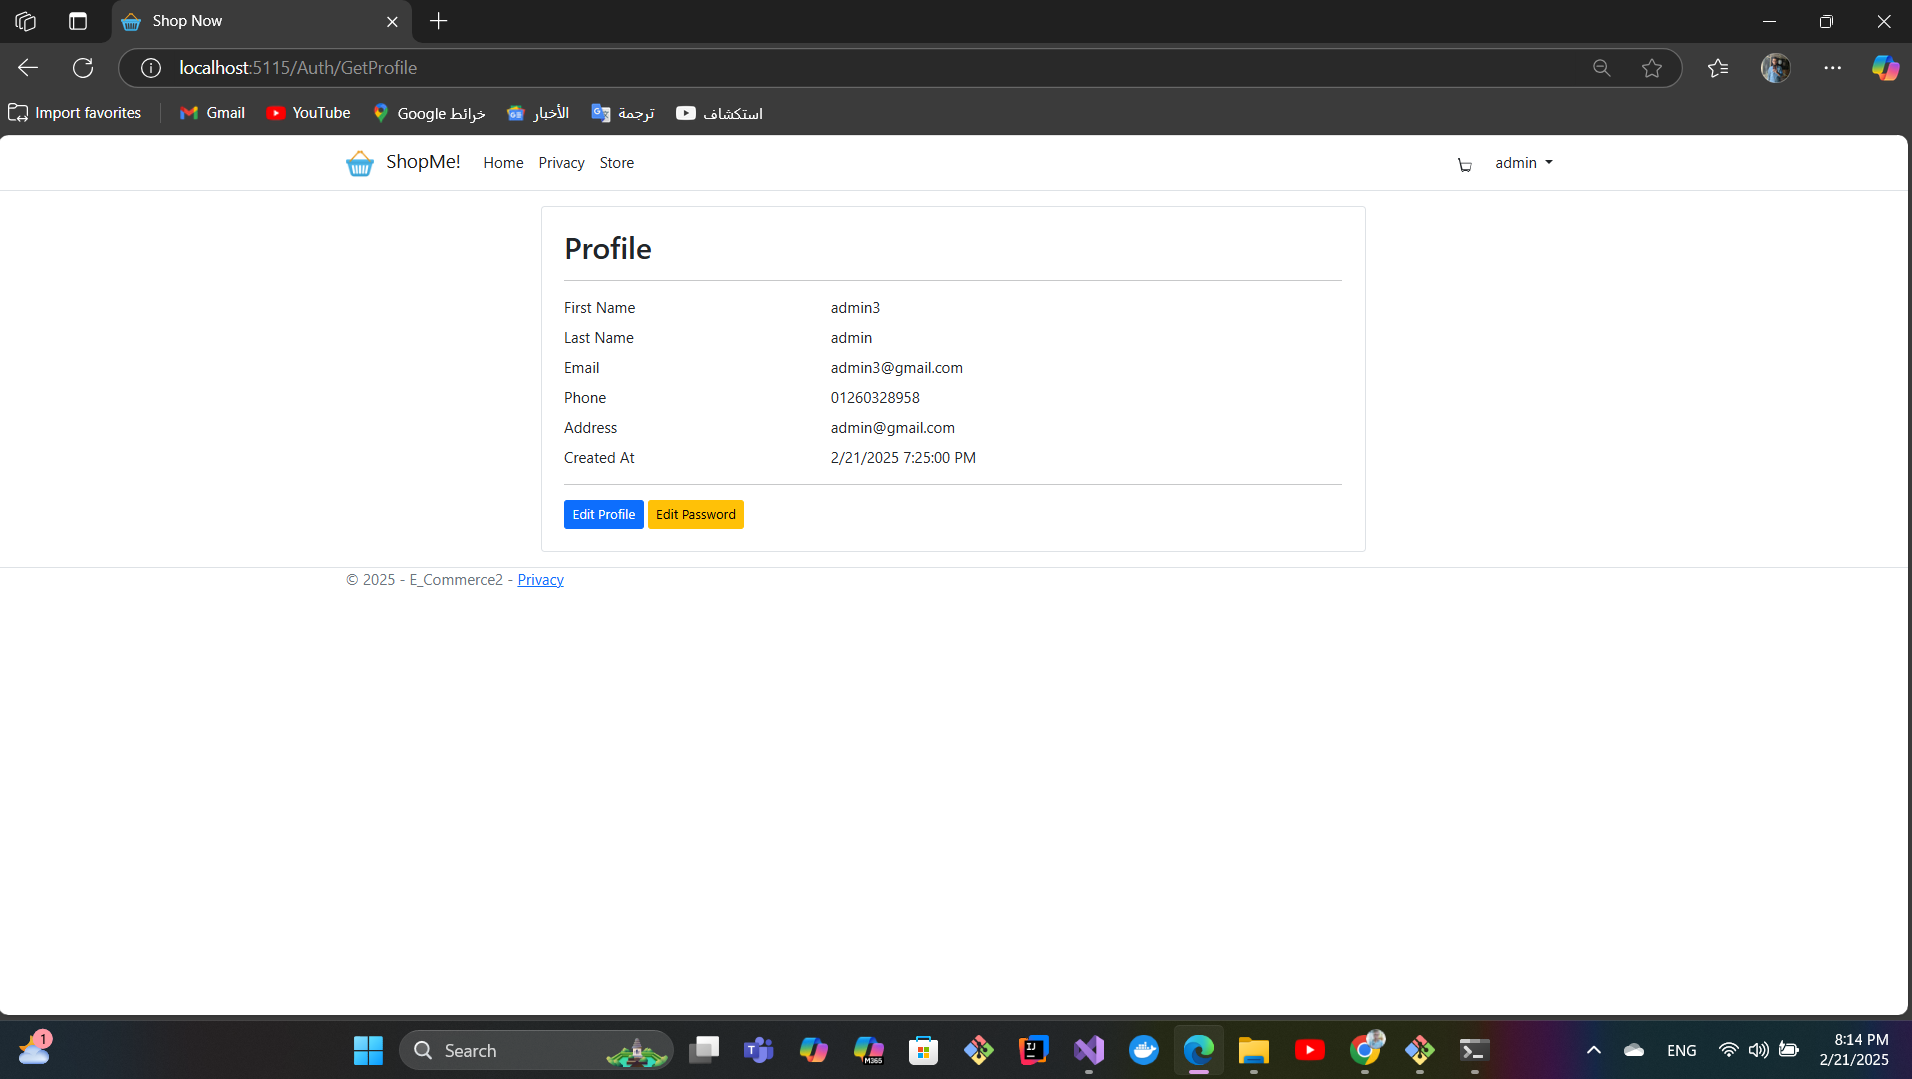 Shop Now
localhost:5115/Auth/GetProfile
Import favorites
Gmail
YouTube
خرائط Google
الأخبار
ترجمة
استكشاف
ShopMe! Home Privacy Store admin
Profile
First Name admin3
Last Name admin
Email admin3@gmail.com
Phone 01260328958
Address admin@gmail.com
Created At 2/21/2025 7:25:00 PM
Edit Profile Edit Password
© 2025 - E_Commerce2 - Privacy
1
Search
M365
ENG
8:14 PM
2/21/2025